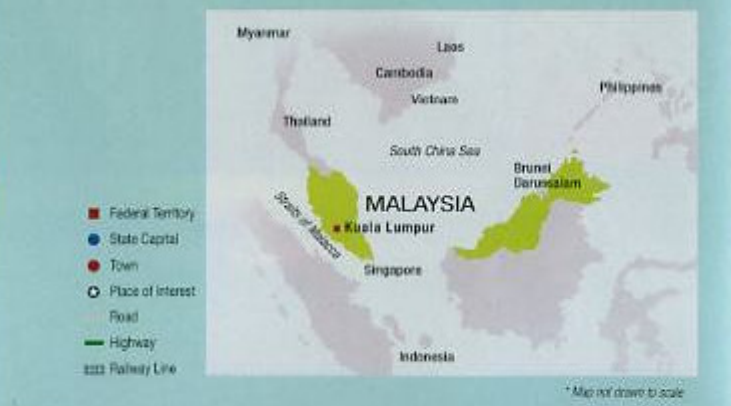 Myanmar
Laos
Cambodia
Philippines
Vietnam
Thailand
South China Sea
Brunei
Darussalam
MALAYSIA
Straits of Malacca
Kuala Lumpur
Singapore
Indonesia
Federal Territory
State Capital
Town
Place of Interest
Road
Highway
Railway Line
* Map not drawn to scale